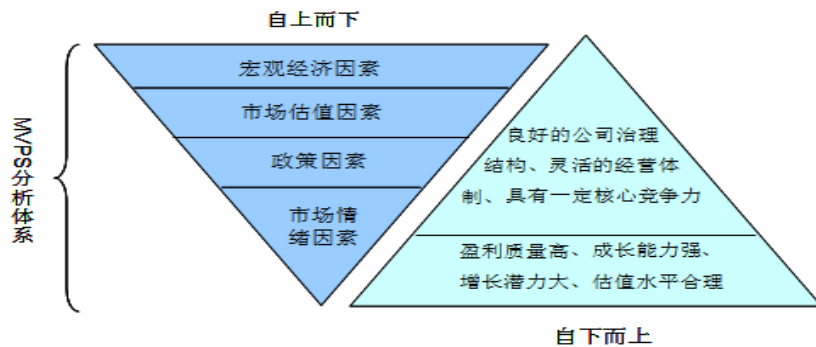 自上而下
MVPS分析体系
宏观经济因素
市场估值因素
政策因素
市场情
绪因素
良好的公司治理
结构、灵活的经营体
制、具有一定核心竞争力
盈利质量高、成长能力强、
增长潜力大、估值水平合理
自下而上